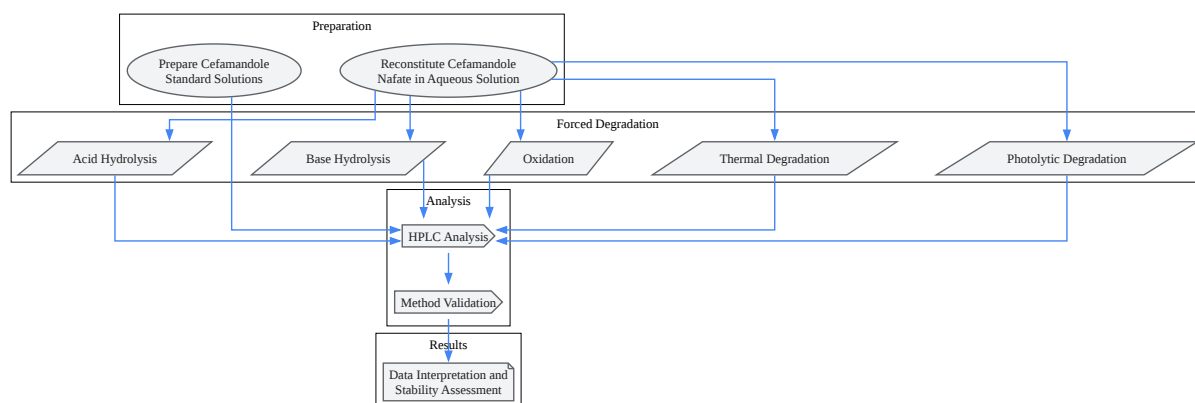 Preparation
Prepare Cefamandole
Standard Solutions
Reconstitute Cefamandole
Nafate in Aqueous Solution
Forced Degradation
Acid Hydrolysis
Base Hydrolysis
Oxidation
Thermal Degradation
Photolytic Degradation
Analysis
HPLC Analysis
Method Validation
Results
Data Interpretation and
Stability Assessment